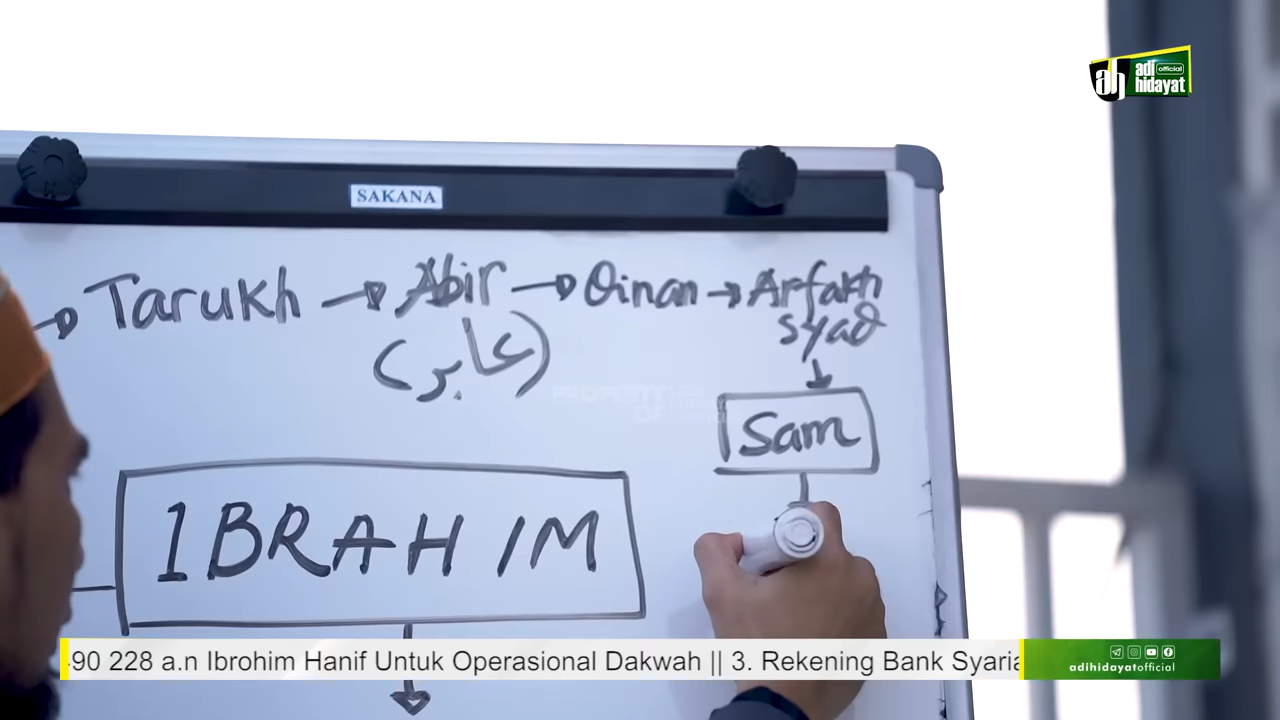 ah adi official
hidayat
SAKANA
→ Tarukh → Abir → Qinan → Arfakh
syad
(عابر)
Sam
IBRAHIM
90 228 a.n Ibrohim Hanif Untuk Operasional Dakwah || 3. Rekening Bank Syaria
adihidayatofficial